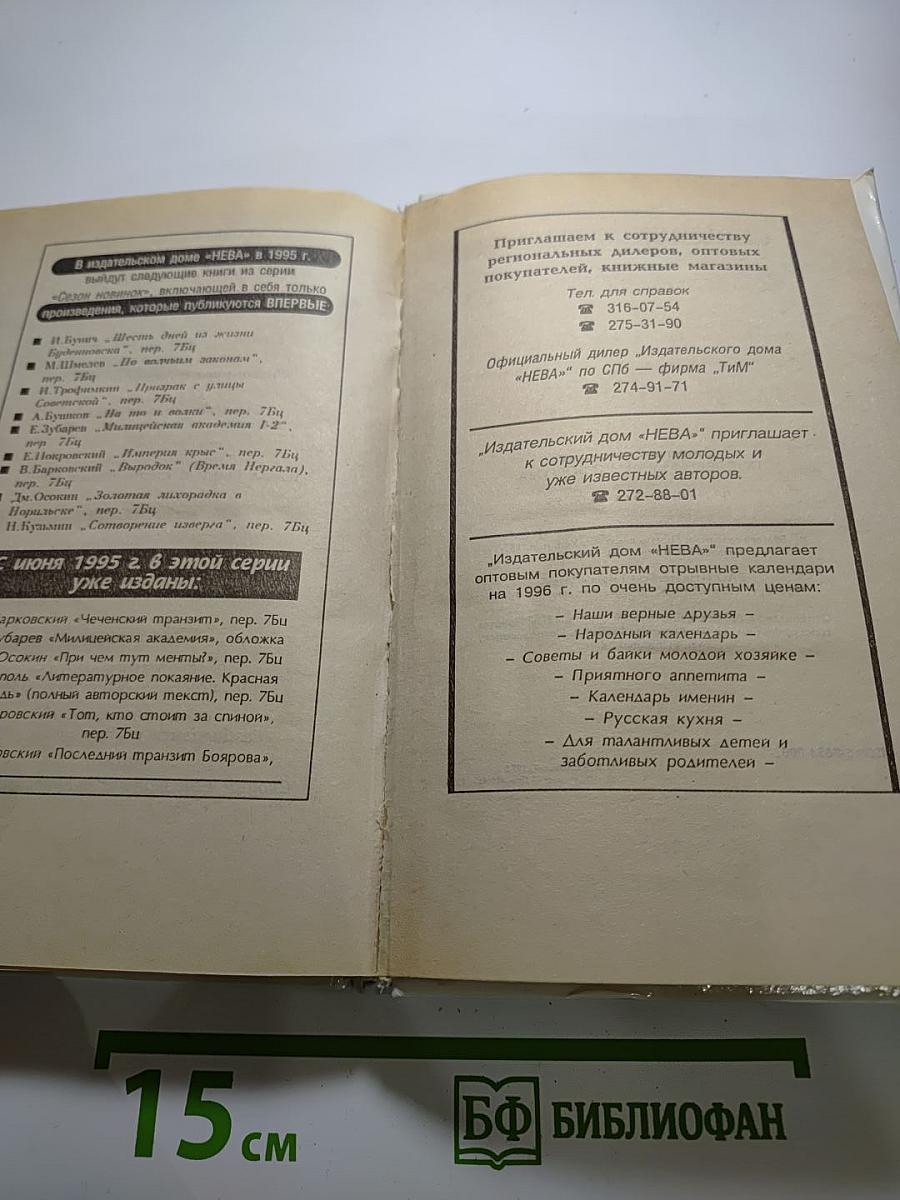 В издательском доме «НЕВА» в 1995 г.
выйдут следующие книги из серии
«Сезон новинок», включающей в себя только
произведения, которые публикуются ВПЕРВЫЕ
И.Бунич „Шесть дней из жизни
Буденновска", пер. 7Бц
М.Шмелев „По волчьим законам",
пер. 7Бц
И.Трофимкин „Призрак с улицы
Советской", пер. 7Бц
А.Бушков „На то и волки", пер. 7Бц
Е.Зубарев „Милицейская академия 1-2",
пер 7Бц
Е.Покровский „Империя крыс", пер. 7Бц
В.Барковский „Выродок" (Время Нергала),
пер. 7Бц
Дм.Осокин „Золотая лихорадка в
Норильске", пер. 7Бц
Н.Кузьмин „Сотворение изверга", пер. 7Бц
С июня 1995 г. в этой серии
уже изданы:
арковский «Чеченский транзит», пер. 7Бц
убарев «Милицейская академия», обложка
Осокин «При чем тут менты?», пер. 7Бц
поль «Литературное покаяние. Красная
дь» (полный авторский текст), пер. 7Бц
ровский «Тот, кто стоит за спиной»,
пер. 7Бц
овский «Последний транзит Боярова»,
Приглашаем к сотрудничеству
региональных дилеров, оптовых
покупателей, книжные магазины
Тел. для справок
☎ 316-07-54
☎ 275-31-90
Официальный дилер „Издательского дома
«НЕВА»" по СПб — фирма „ТиМ"
☎ 274-91-71
„Издательский дом «НЕВА»" приглашает
к сотрудничеству молодых и
уже известных авторов.
☎ 272-88-01
„Издательский дом «НЕВА»" предлагает
оптовым покупателям отрывные календари
на 1996 г. по очень доступным ценам:
– Наши верные друзья –
– Народный календарь –
– Советы и байки молодой хозяйке –
– Приятного аппетита –
– Календарь именин –
– Русская кухня –
– Для талантливых детей и
заботливых родителей –
15 см
БФ БИБЛИОФАН